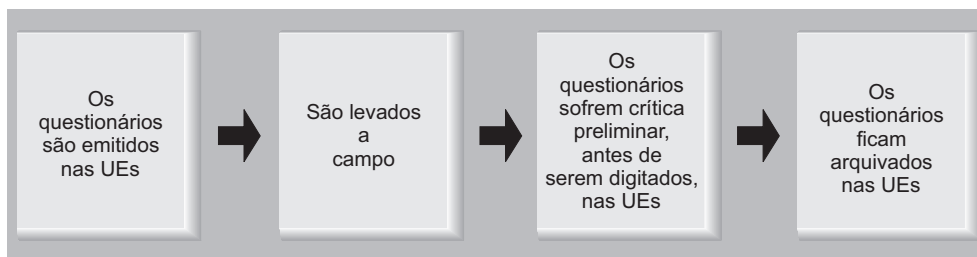 Os
questionários
são emitidos
nas UEs
São levados
a
campo
Os
questionários
sofrem crítica
preliminar,
antes de
serem digitados,
nas UEs
Os
questionários
ficam
arquivados
nas UEs